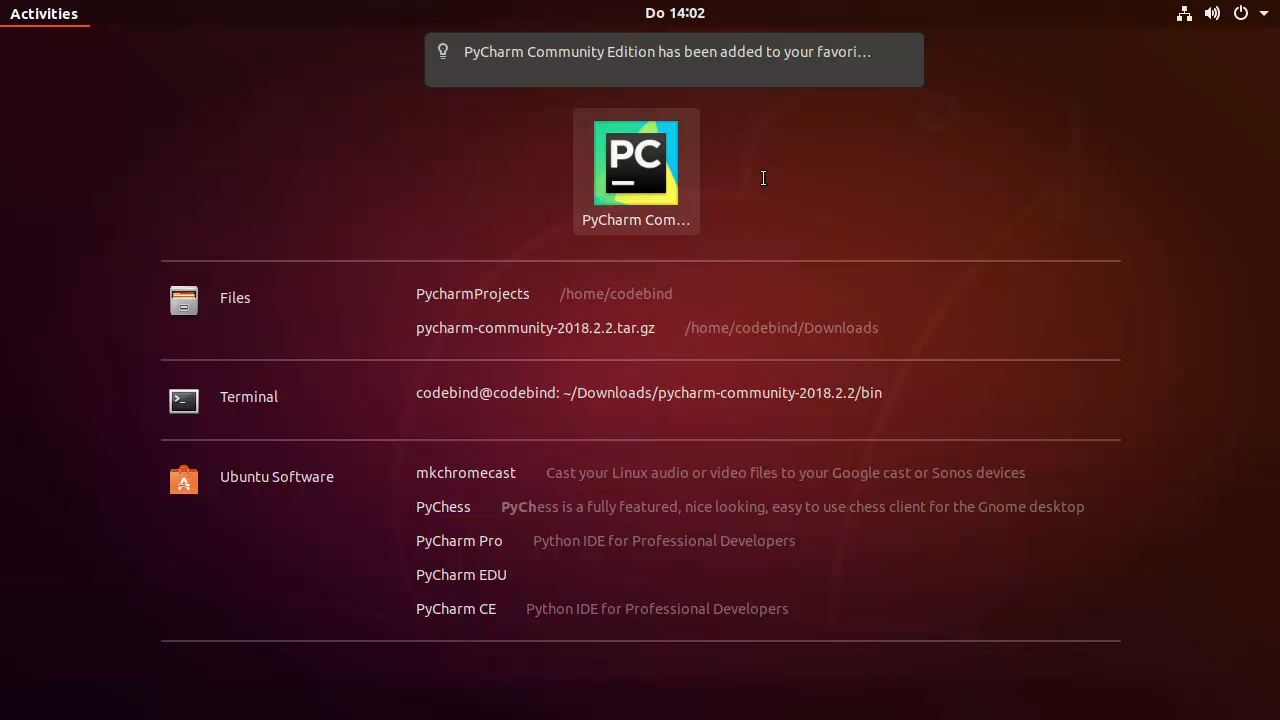 Activities
Do 14:02
PyCharm Community Edition has been added to your favori…
PC
PyCharm Com…
Files
PycharmProjects /home/codebind
pycharm-community-2018.2.2.tar.gz /home/codebind/Downloads
Terminal
codebind@codebind: ~/Downloads/pycharm-community-2018.2.2/bin
Ubuntu Software
mkchromecast Cast your Linux audio or video files to your Google cast or Sonos devices
PyChess PyChess is a fully featured, nice looking, easy to use chess client for the Gnome desktop
PyCharm Pro Python IDE for Professional Developers
PyCharm EDU
PyCharm CE Python IDE for Professional Developers